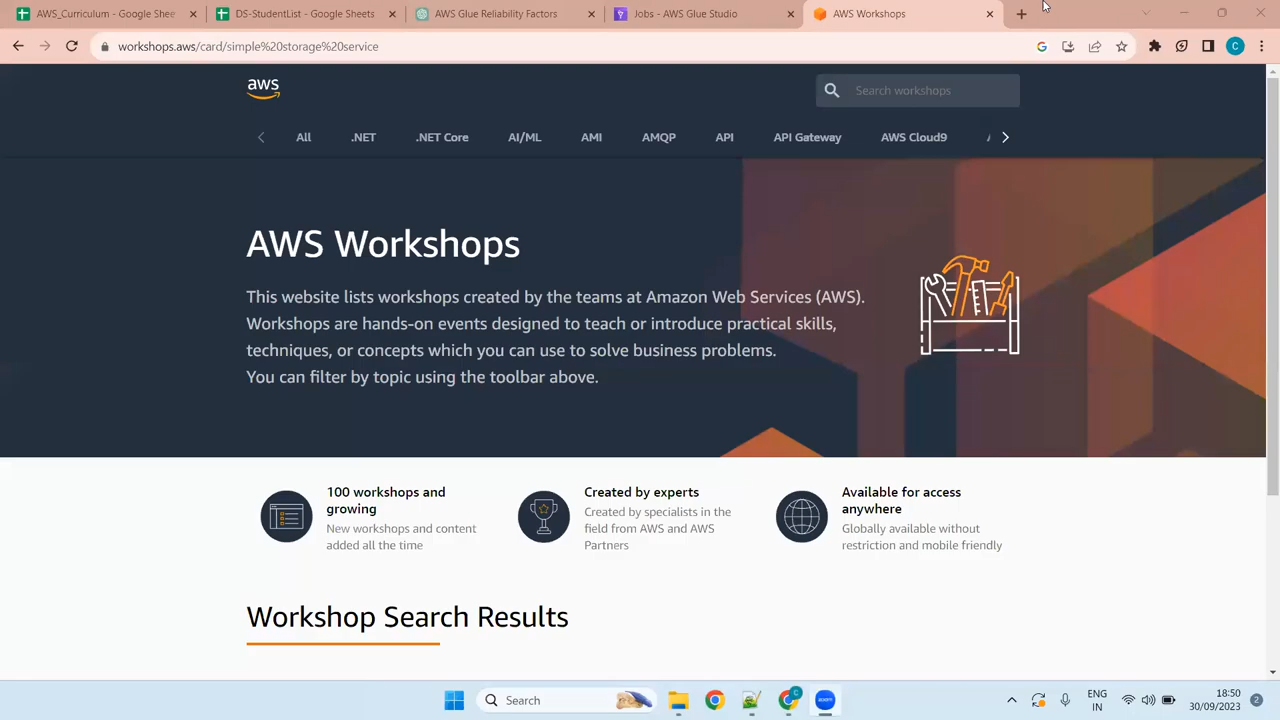 AWS_Curriculum - Google Shee
DS-StudentList - Google Sheets
AWS Glue Reliability Factors
Jobs - AWS Glue Studio
AWS Workshops
workshops.aws/card/simple%20storage%20service
C
aws
Search workshops
All
.NET
.NET Core
AI/ML
AMI
AMQP
API
API Gateway
AWS Cloud9
AWS Workshops
This website lists workshops created by the teams at Amazon Web Services (AWS).
Workshops are hands-on events designed to teach or introduce practical skills,
techniques, or concepts which you can use to solve business problems.
You can filter by topic using the toolbar above.
100 workshops and
growing
New workshops and content
added all the time
Created by experts
Created by specialists in the
field from AWS and AWS
Partners
Available for access
anywhere
Globally available without
restriction and mobile friendly
Workshop Search Results
Search
C
zoom
ENG
IN
18:50
30/09/2023
2